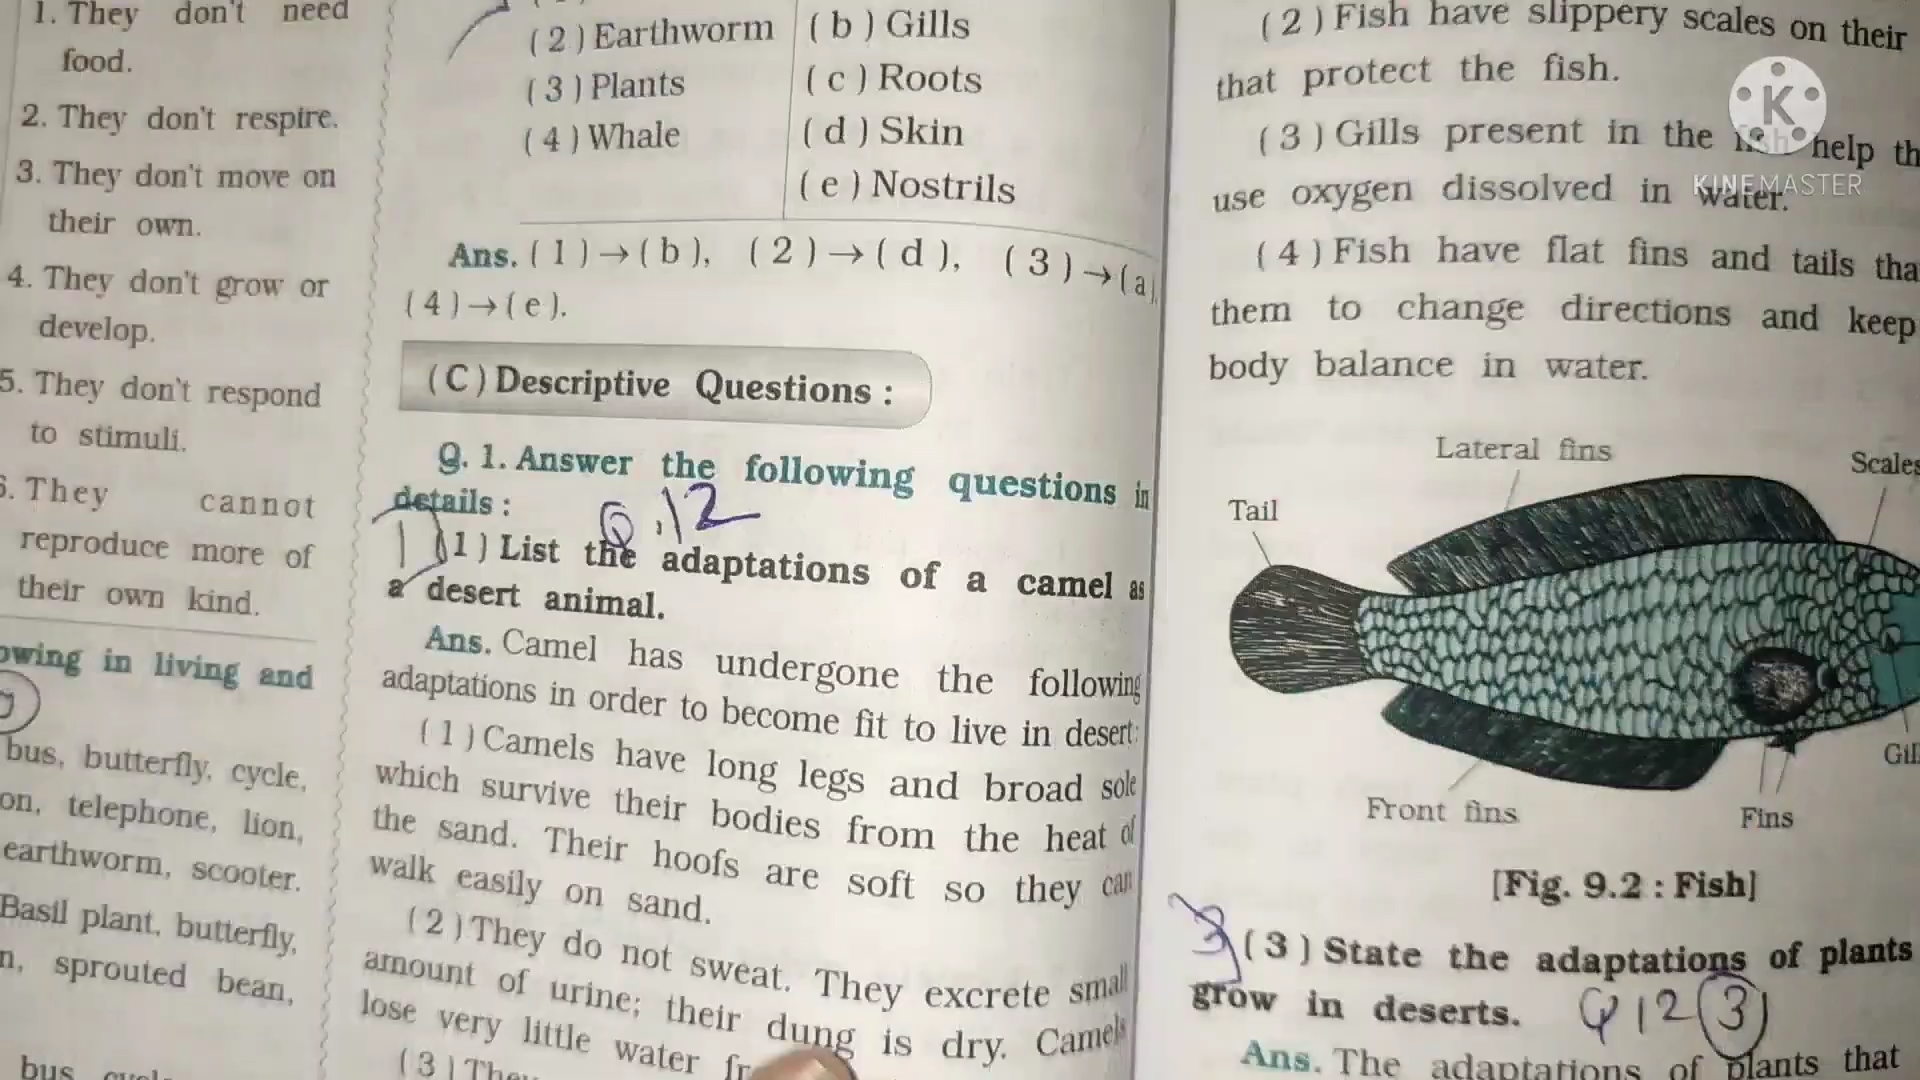 1. They don't need
food.
2. They don't respire.
3. They don't move on
their own.
4. They don't grow or
develop.
5. They don't respond
to stimuli.
They cannot
reproduce more of
their own kind.
in living and
bus, butterfly, cycle,
telephone, lion,
earthworm, scooter.
Basil plant, butterfly,
sprouted bean,
bus
(2) Earthworm (b) Gills
(3) Plants (c) Roots
(4) Whale (d) Skin
(e) Nostrils
Ans. (1)→(b), (2)→(d), (3)→(a),
(4)→(e).
(C) Descriptive Questions :
Q. 1. Answer the following questions in
details :
Q.12
1) (1) List the adaptations of a camel as
a desert animal.
Ans. Camel has undergone the following
adaptations in order to become fit to live in desert:
(1) Camels have long legs and broad sole
which survive their bodies from the heat of
the sand. Their hoofs are soft so they can
walk easily on sand.
(2) They do not sweat. They excrete small
amount of urine; their dung is dry. Camels
lose very little water
(3) They
(2) Fish have slippery scales on their
that protect the fish.
(3) Gills present in the fish help
use oxygen dissolved in water.
(4) Fish have flat fins and tails
them to change directions and keep
body balance in water.
K
KINEMASTER
Lateral fins
Scales
Tail
Front fins
Fins
[Fig. 9.2 : Fish]
3) (3) State the adaptations of plants
grow in deserts.
Q 12 (3)
Ans. The adaptations of plants that